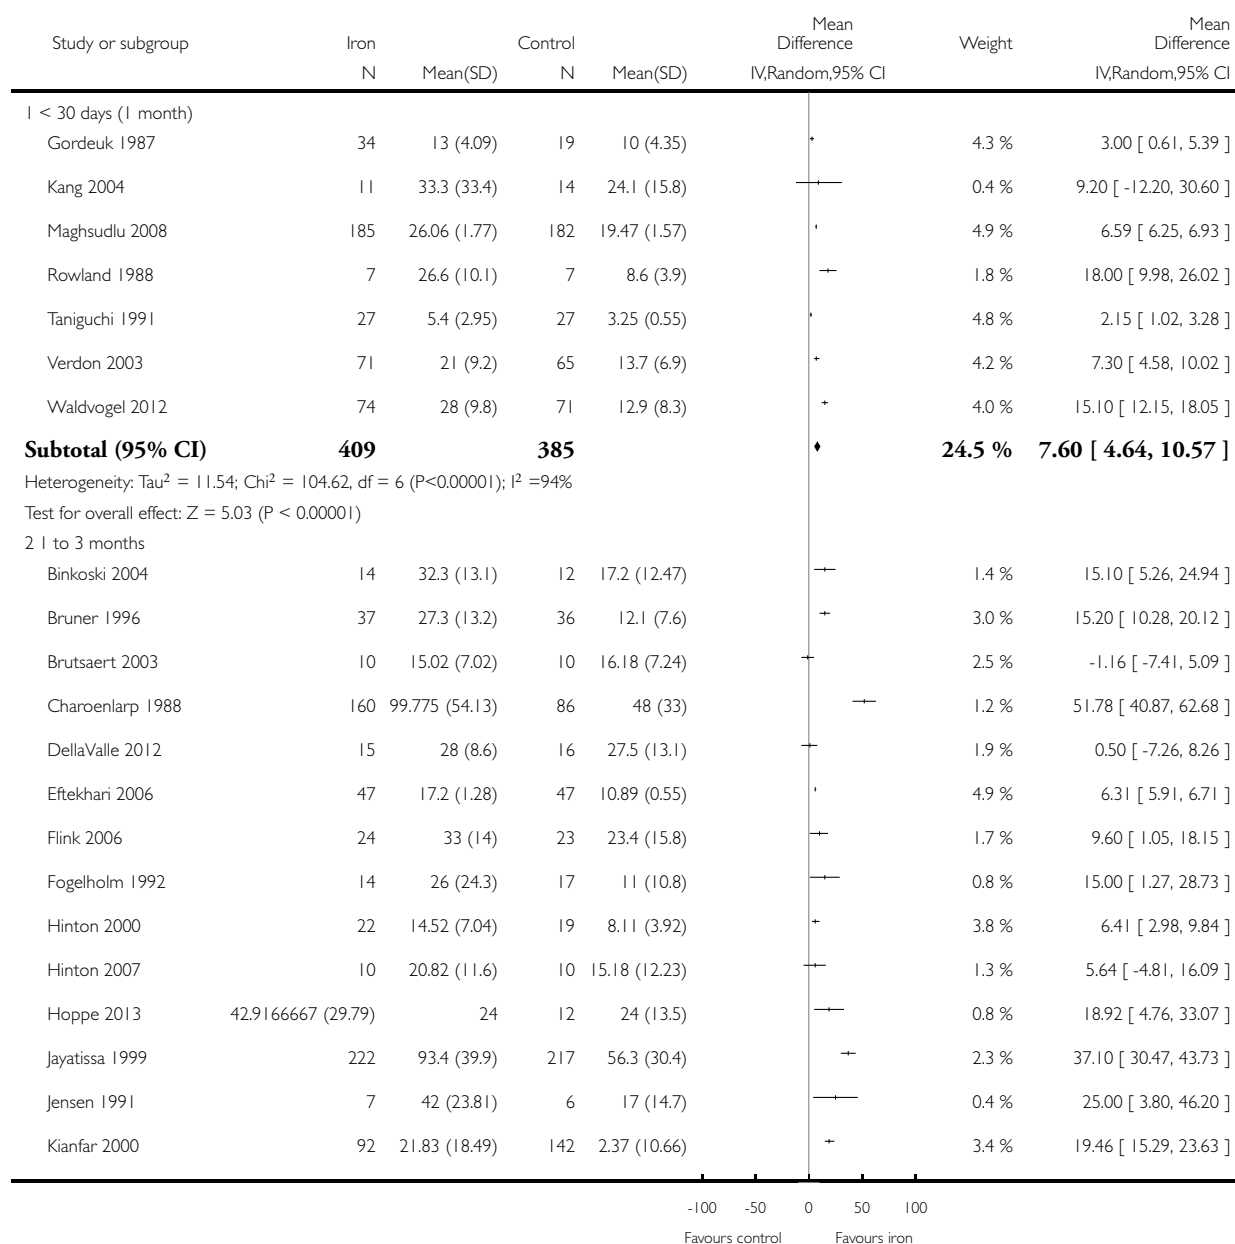 Study or subgroup Iron Control Mean Difference Weight Mean Difference
N Mean(SD) N Mean(SD) IV,Random,95% CI IV,Random,95% CI
1 < 30 days (1 month)
Gordeuk 1987 34 13 (4.09) 19 10 (4.35) 4.3 % 3.00 [ 0.61, 5.39 ]
Kang 2004 11 33.3 (33.4) 14 24.1 (15.8) 0.4 % 9.20 [ -12.20, 30.60 ]
Maghsudlu 2008 185 26.06 (1.77) 182 19.47 (1.57) 4.9 % 6.59 [ 6.25, 6.93 ]
Rowland 1988 7 26.6 (10.1) 7 8.6 (3.9) 1.8 % 18.00 [ 9.98, 26.02 ]
Taniguchi 1991 27 5.4 (2.95) 27 3.25 (0.55) 4.8 % 2.15 [ 1.02, 3.28 ]
Verdon 2003 71 21 (9.2) 65 13.7 (6.9) 4.2 % 7.30 [ 4.58, 10.02 ]
Waldvogel 2012 74 28 (9.8) 71 12.9 (8.3) 4.0 % 15.10 [ 12.15, 18.05 ]
Subtotal (95% CI) 409 385 24.5 % 7.60 [ 4.64, 10.57 ]
Heterogeneity: Tau² = 11.54; Chi² = 104.62, df = 6 (P<0.00001); I² =94%
Test for overall effect: Z = 5.03 (P < 0.00001)
2 1 to 3 months
Binkoski 2004 14 32.3 (13.1) 12 17.2 (12.47) 1.4 % 15.10 [ 5.26, 24.94 ]
Bruner 1996 37 27.3 (13.2) 36 12.1 (7.6) 3.0 % 15.20 [ 10.28, 20.12 ]
Brutsaert 2003 10 15.02 (7.02) 10 16.18 (7.24) 2.5 % -1.16 [ -7.41, 5.09 ]
Charoenlarp 1988 160 99.775 (54.13) 86 48 (33) 1.2 % 51.78 [ 40.87, 62.68 ]
DellaValle 2012 15 28 (8.6) 16 27.5 (13.1) 1.9 % 0.50 [ -7.26, 8.26 ]
Eftekhari 2006 47 17.2 (1.28) 47 10.89 (0.55) 4.9 % 6.31 [ 5.91, 6.71 ]
Flink 2006 24 33 (14) 23 23.4 (15.8) 1.7 % 9.60 [ 1.05, 18.15 ]
Fogelholm 1992 14 26 (24.3) 17 11 (10.8) 0.8 % 15.00 [ 1.27, 28.73 ]
Hinton 2000 22 14.52 (7.04) 19 8.11 (3.92) 3.8 % 6.41 [ 2.98, 9.84 ]
Hinton 2007 10 20.82 (11.6) 10 15.18 (12.23) 1.3 % 5.64 [ -4.81, 16.09 ]
Hoppe 2013 42.9166667 (29.79) 24 12 24 (13.5) 0.8 % 18.92 [ 4.76, 33.07 ]
Jayatissa 1999 222 93.4 (39.9) 217 56.3 (30.4) 2.3 % 37.10 [ 30.47, 43.73 ]
Jensen 1991 7 42 (23.81) 6 17 (14.7) 0.4 % 25.00 [ 3.80, 46.20 ]
Kianfar 2000 92 21.83 (18.49) 142 2.37 (10.66) 3.4 % 19.46 [ 15.29, 23.63 ]
-100 -50 0 50 100
Favours control Favours iron